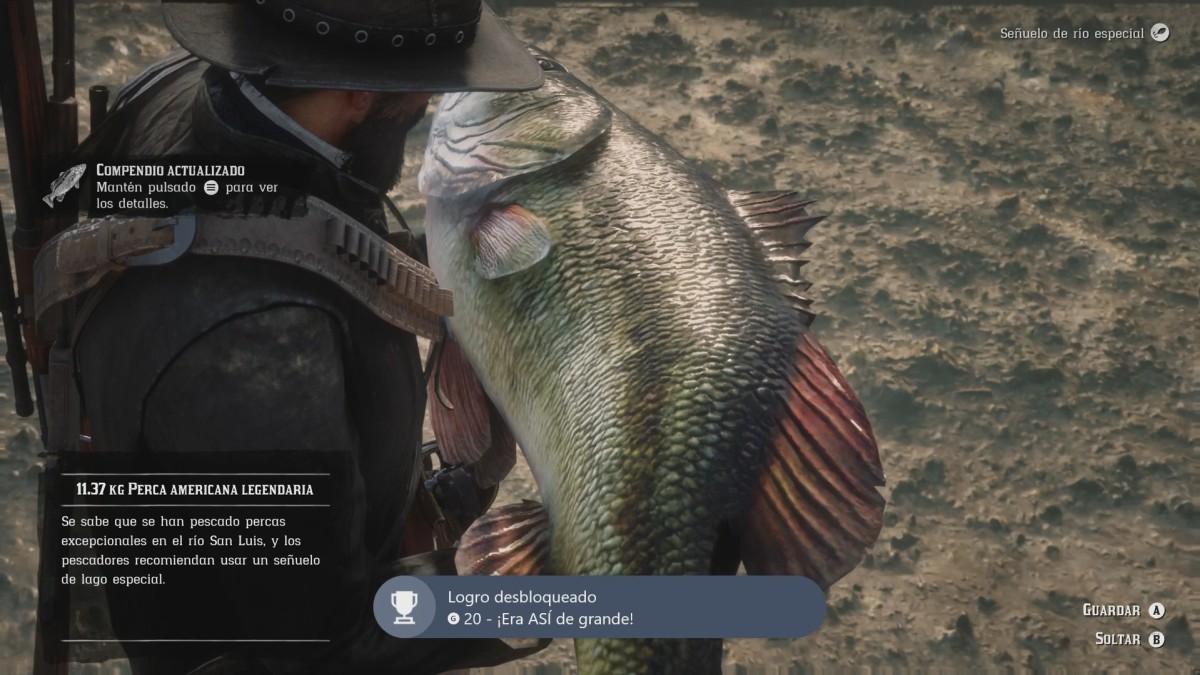 Señuelo de río especial
Compendio actualizado
Mantén pulsado para ver
los detalles.
11.37 kg Perca americana legendaria
Se sabe que se han pescado percas
excepcionales en el río San Luis, y los
pescadores recomiendan usar un señuelo
de lago especial.
Logro desbloqueado
G 20 - ¡Era ASÍ de grande!
Guardar A
Soltar B